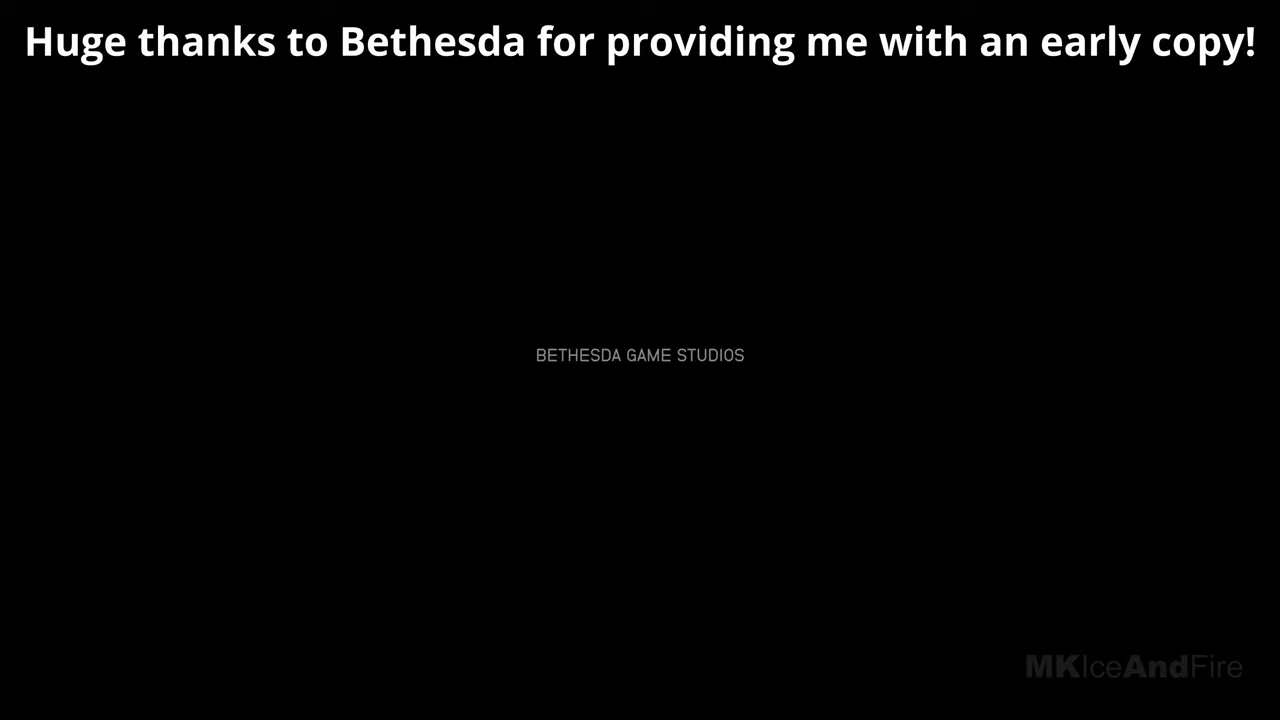 Huge thanks to Bethesda for providing me with an early copy!
BETHESDA GAME STUDIOS
MKIceAndFire